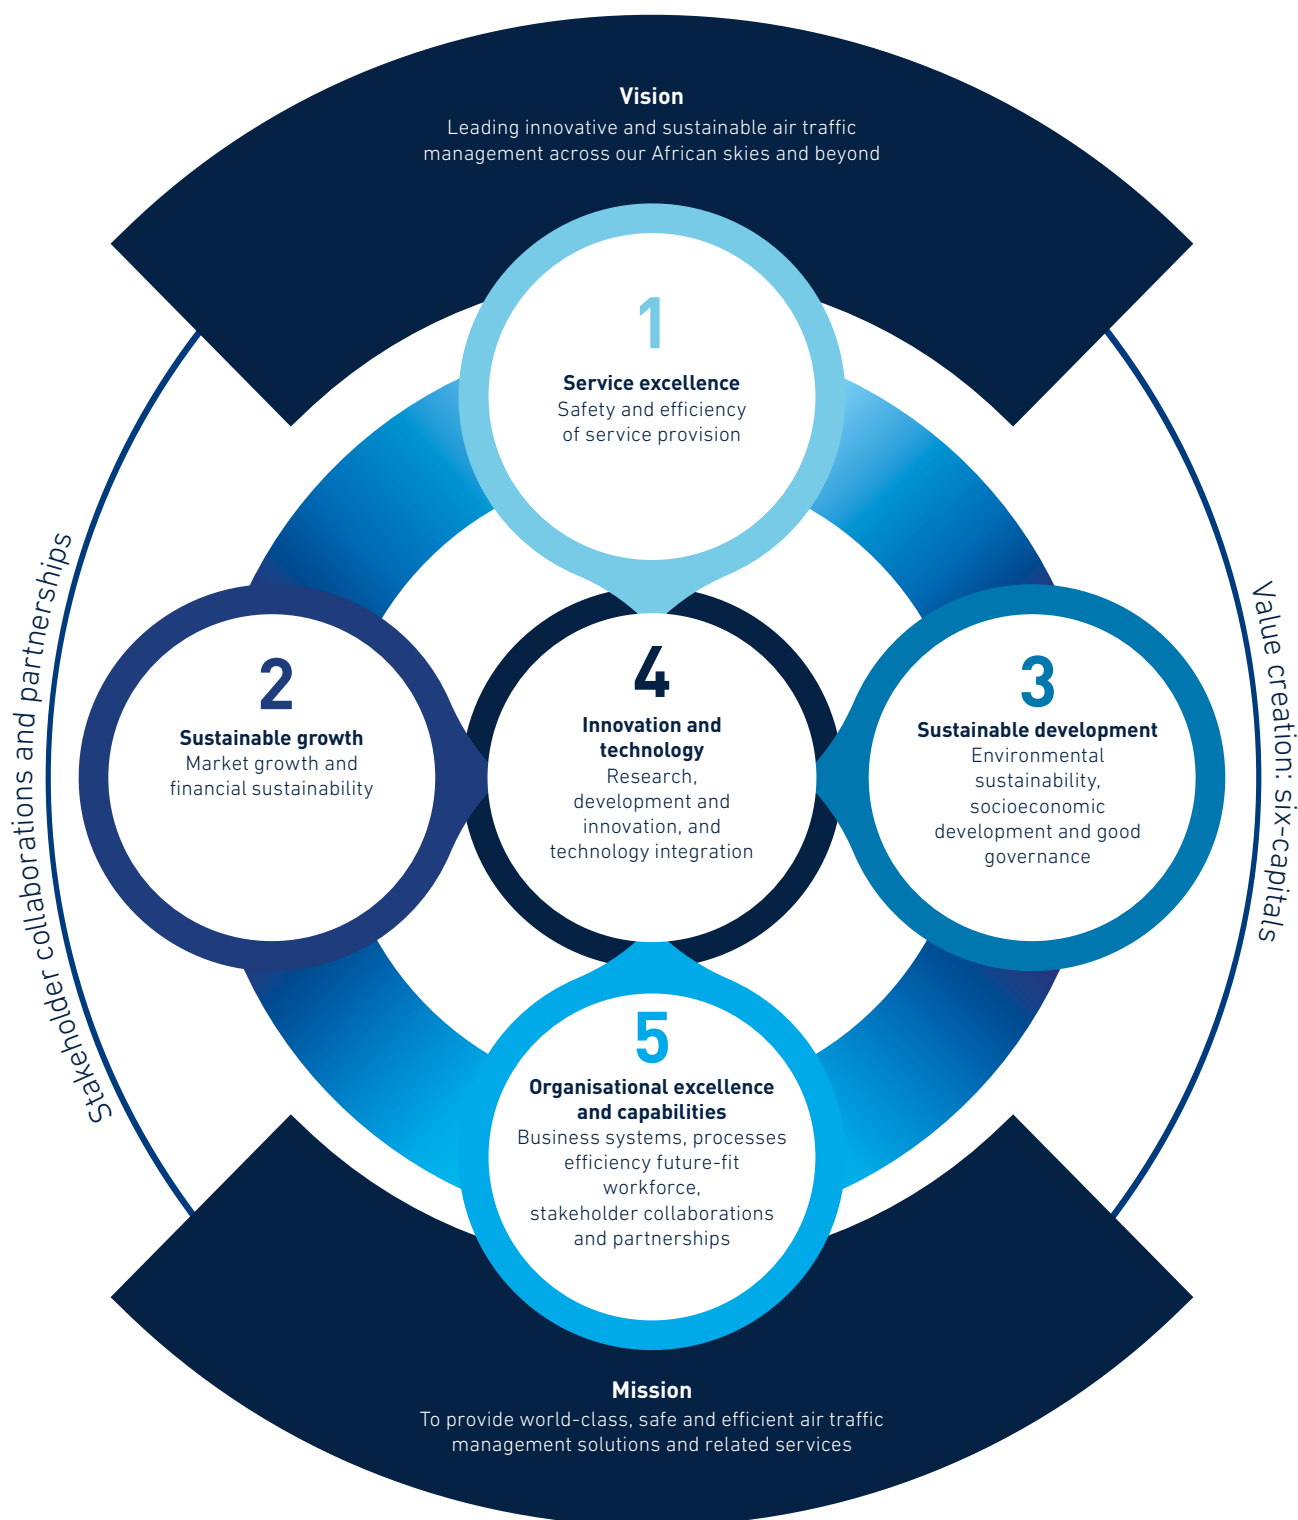 Vision
Leading innovative and sustainable air traffic
management across our African skies and beyond
1
Service excellence
Safety and efficiency
of service provision
Stakeholder collaborations and partnerships
2
Sustainable growth
Market growth and
financial sustainability
4
Innovation and
technology
Research,
development and
innovation, and
technology integration
3
Sustainable development
Environmental
sustainability,
socioeconomic
development and good
governance
Value creation: six-capitals
5
Organisational excellence
and capabilities
Business systems, processes
efficiency future-fit
workforce,
stakeholder collaborations
and partnerships
Mission
To provide world-class, safe and efficient air traffic
management solutions and related services